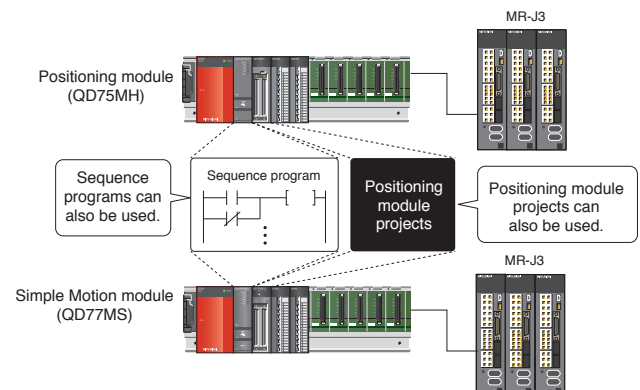 MR-J3
Positioning module
(QD75MH)
Sequence
programs can
also be used.
Sequence program
Positioning
module
projects
Positioning module
projects can
also be used.
MR-J3
Simple Motion module
(QD77MS)